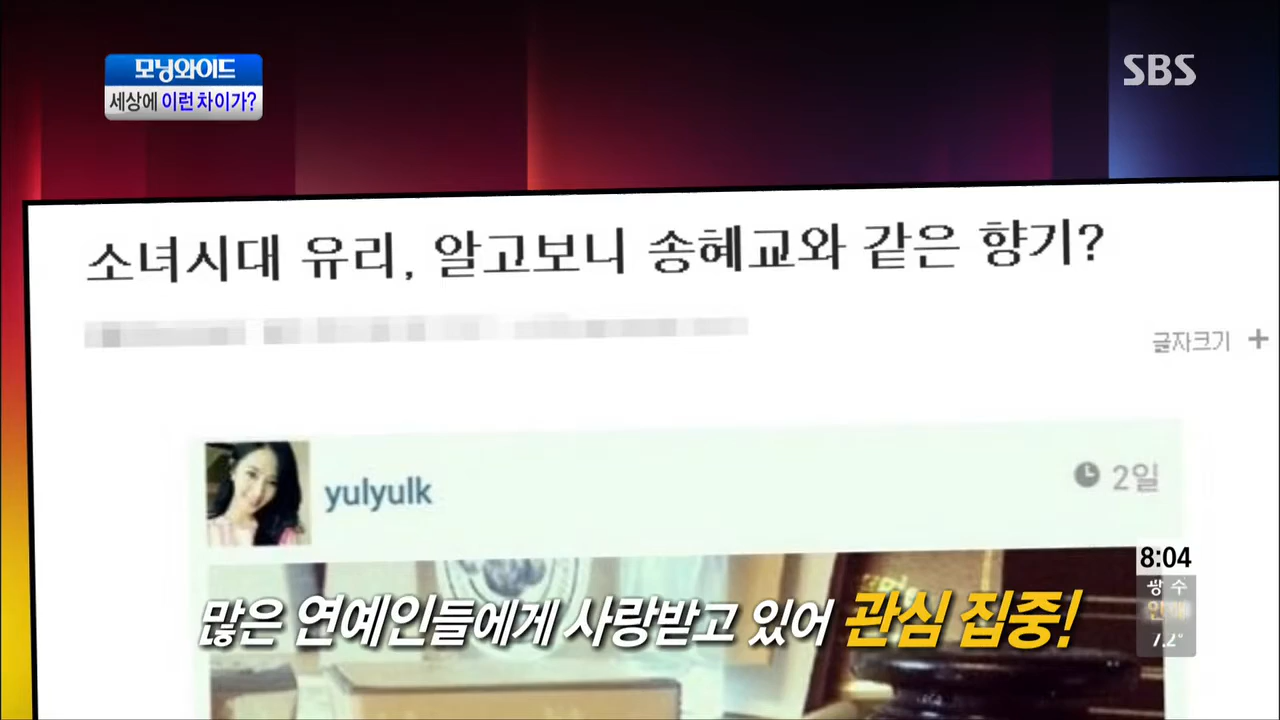 모닝와이드
SBS
세상에 이런 차이가?
소녀시대 유리, 알고보니 송혜교와 같은 향기?
글자크기 +
yulyulk
2일
8:04
많은 연예인들에게 사랑받고 있어 관심 집중!